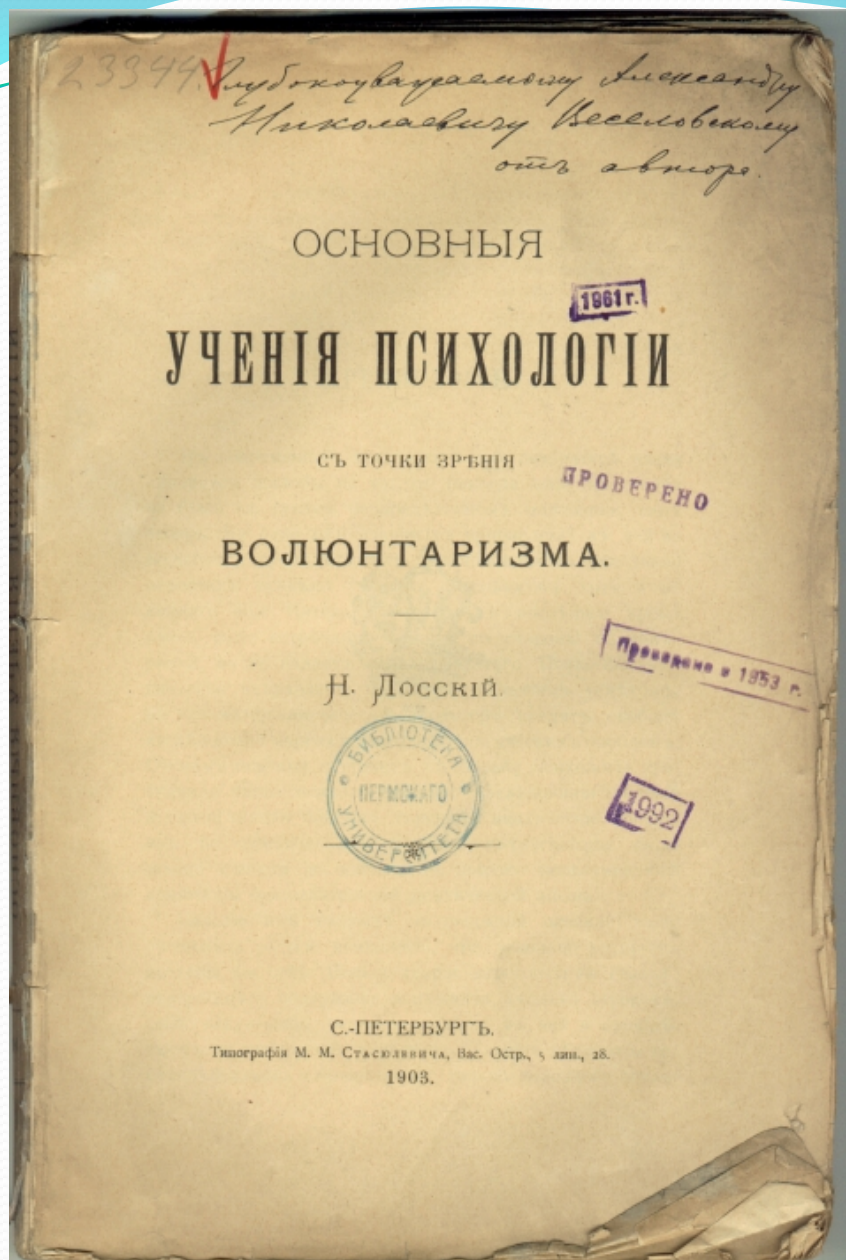 23344
Глубокоуважаемому Александру
Николаевичу Веселовскому
отъ автора.
ОСНОВНЫЯ
1961 г.
УЧЕНІЯ ПСИХОЛОГІИ
СЪ ТОЧКИ ЗРѢНІЯ
ПРОВЕРЕНО
ВОЛЮНТАРИЗМА.
Проверено в 1953 г.
Н. Лосскій
БИБЛІОТЕКА
ПЕРМСКАГО
УНИВЕРСИТЕТА
1992
С.-ПЕТЕРБУРГЪ.
Типографія М. М. Стасюлевича, Вас. Остр., 5 лин., 28.
1903.